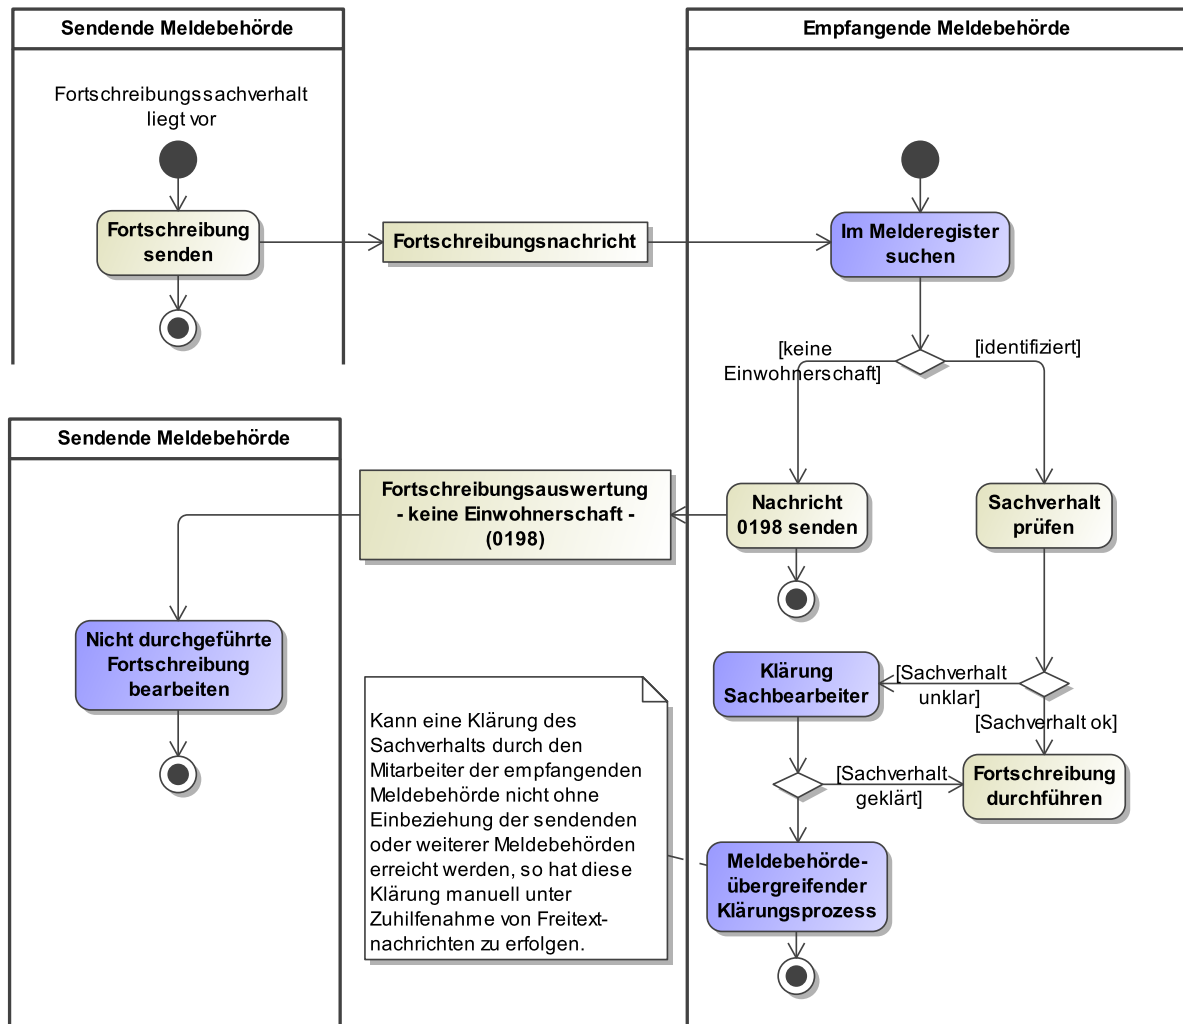 Sendende Meldebehörde
Fortschreibungssachverhalt
liegt vor
Fortschreibung
senden
Fortschreibungsnachricht
Empfangende Meldebehörde
Im Melderegister
suchen
[keine
Einwohnerschaft]
[identifiziert]
Sendende Meldebehörde
Fortschreibungsauswertung
- keine Einwohnerschaft -
(0198)
Nachricht
0198 senden
Sachverhalt
prüfen
Nicht durchgeführte
Fortschreibung
bearbeiten
Klärung
Sachbearbeiter
[Sachverhalt
unklar]
[Sachverhalt ok]
[Sachverhalt
geklärt]
Fortschreibung
durchführen
Kann eine Klärung des
Sachverhalts durch den
Mitarbeiter der empfangenden
Meldebehörde nicht ohne
Einbeziehung der sendenden
oder weiterer Meldebehörden
erreicht werden, so hat diese
Klärung manuell unter
Zuhilfenahme von Freitext-
nachrichten zu erfolgen.
Meldebehörde-
übergreifender
Klärungsprozess